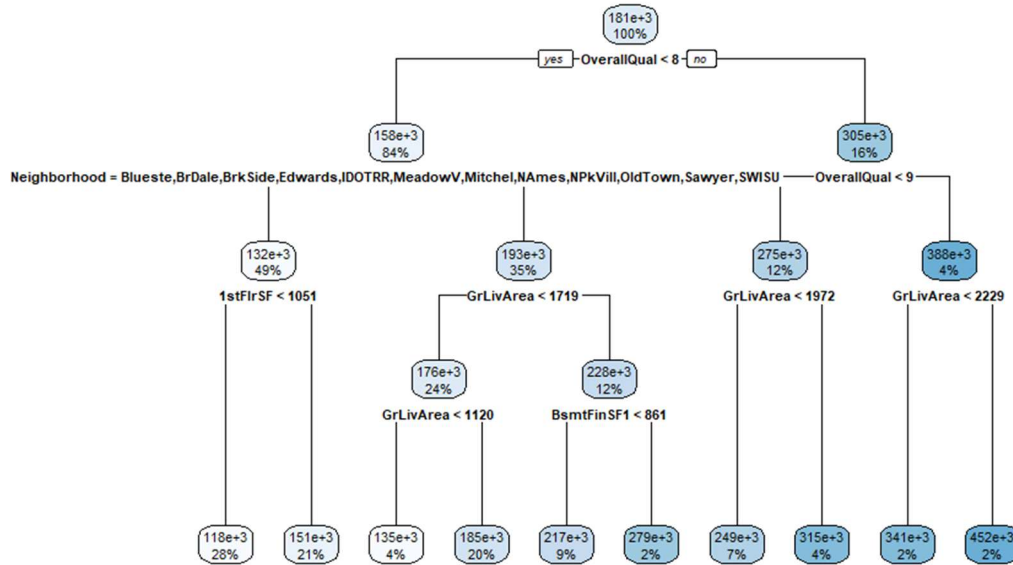 181e+3
100%
yes OverallQual < 8 no
158e+3
84%
305e+3
16%
Neighborhood = Blueste,BrDale,BrkSide,Edwards,IDOTRR,MeadowV,Mitchel,NAmes,NPkVill,OldTown,Sawyer,SWISU OverallQual < 9
132e+3
49%
193e+3
35%
275e+3
12%
388e+3
4%
1stFlrSF < 1051
GrLivArea < 1719
GrLivArea < 1972
GrLivArea < 2229
176e+3
24%
228e+3
12%
GrLivArea < 1120
BsmtFinSF1 < 861
118e+3
28%
151e+3
21%
135e+3
4%
185e+3
20%
217e+3
9%
279e+3
2%
249e+3
7%
315e+3
4%
341e+3
2%
452e+3
2%